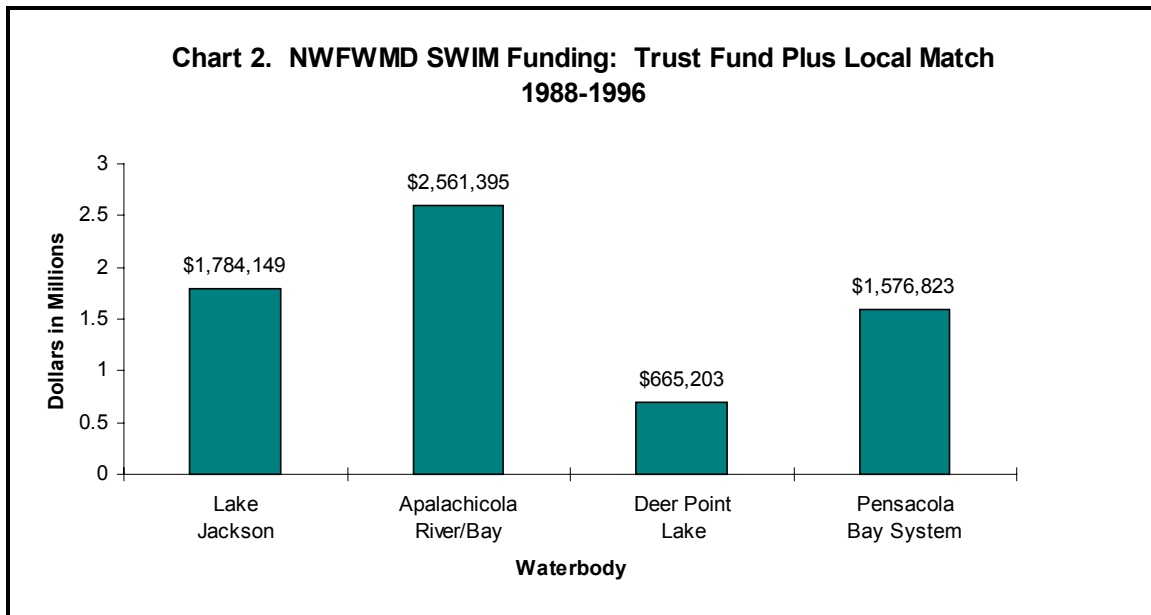 Chart 2.  NWFWMD SWIM Funding:  Trust Fund Plus Local Match
1988-1996
3
2.5
2
1.5
1
0.5
0
Dollars in Millions
$1,784,149
$2,561,395
$665,203
$1,576,823
Lake
Jackson
Apalachicola
River/Bay
Deer Point
Lake
Pensacola
Bay System
Waterbody